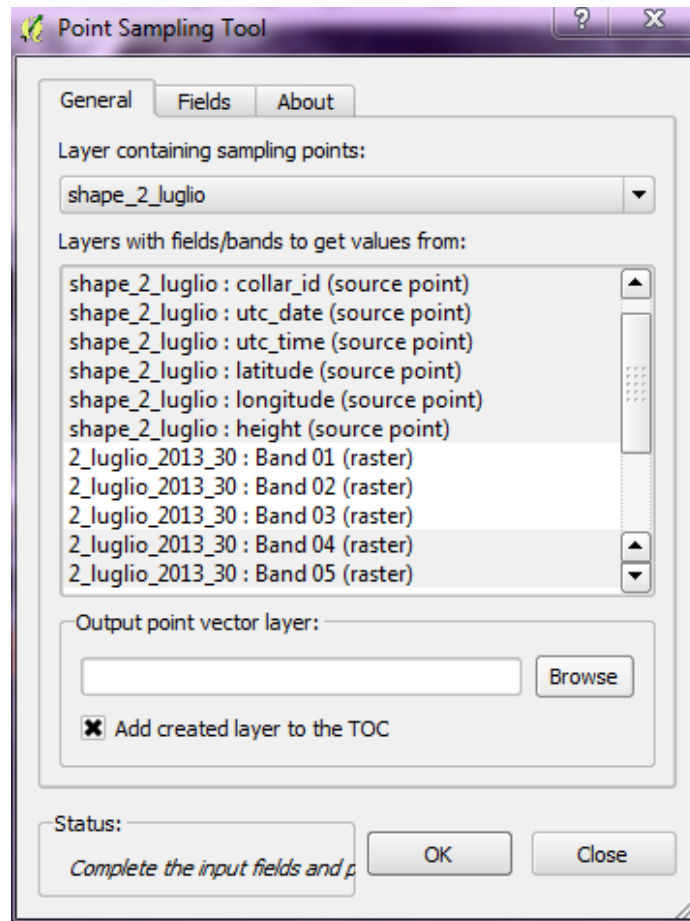 Point Sampling Tool
General Fields About
Layer containing sampling points:
shape_2_luglio
Layers with fields/bands to get values from:
shape_2_luglio : collar_id (source point)
shape_2_luglio : utc_date (source point)
shape_2_luglio : utc_time (source point)
shape_2_luglio : latitude (source point)
shape_2_luglio : longitude (source point)
shape_2_luglio : height (source point)
2_luglio_2013_30 : Band 01 (raster)
2_luglio_2013_30 : Band 02 (raster)
2_luglio_2013_30 : Band 03 (raster)
2_luglio_2013_30 : Band 04 (raster)
2_luglio_2013_30 : Band 05 (raster)
Output point vector layer:
Browse
Add created layer to the TOC
Status:
Complete the input fields and p
OK Close